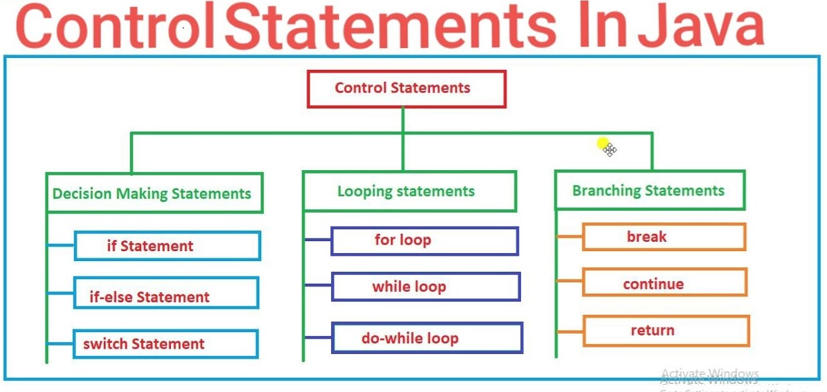 Control Statements In Java
Control Statements
Decision Making Statements
if Statement
if-else Statement
switch Statement
Looping statements
for loop
while loop
do-while loop
Branching Statements
break
continue
return
Activate Windows